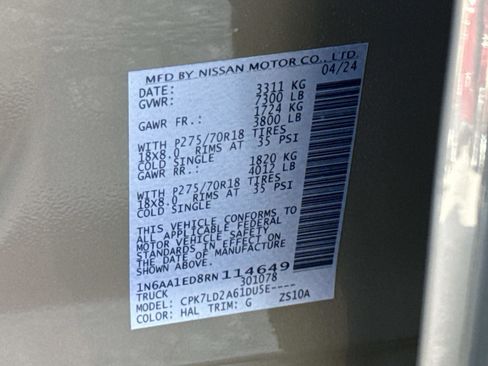 MFD BY NISSAN MOTOR CO., LTD.
DATE: 04/24
GVWR: 3311 KG
7300 LB
GAWR FR.: 1724 KG
3800 LB
WITH P275/70R18 TIRES
18X8.0 RIMS AT 35 PSI
COLD SINGLE
GAWR RR.: 1820 KG
4012 LB
WITH P275/70R18 TIRES
18X8.0 RIMS AT 35 PSI
COLD SINGLE
THIS VEHICLE CONFORMS TO
ALL APPLICABLE FEDERAL
MOTOR VEHICLE SAFETY
STANDARDS IN EFFECT ON
THE DATE OF MANUFACTURE
SHOWN ABOVE
1N6AA1ED8RN114649
TRUCK 301078
MODEL: CPK7LD2A61DU5E----
COLOR: HAL TRIM: G ZS10A